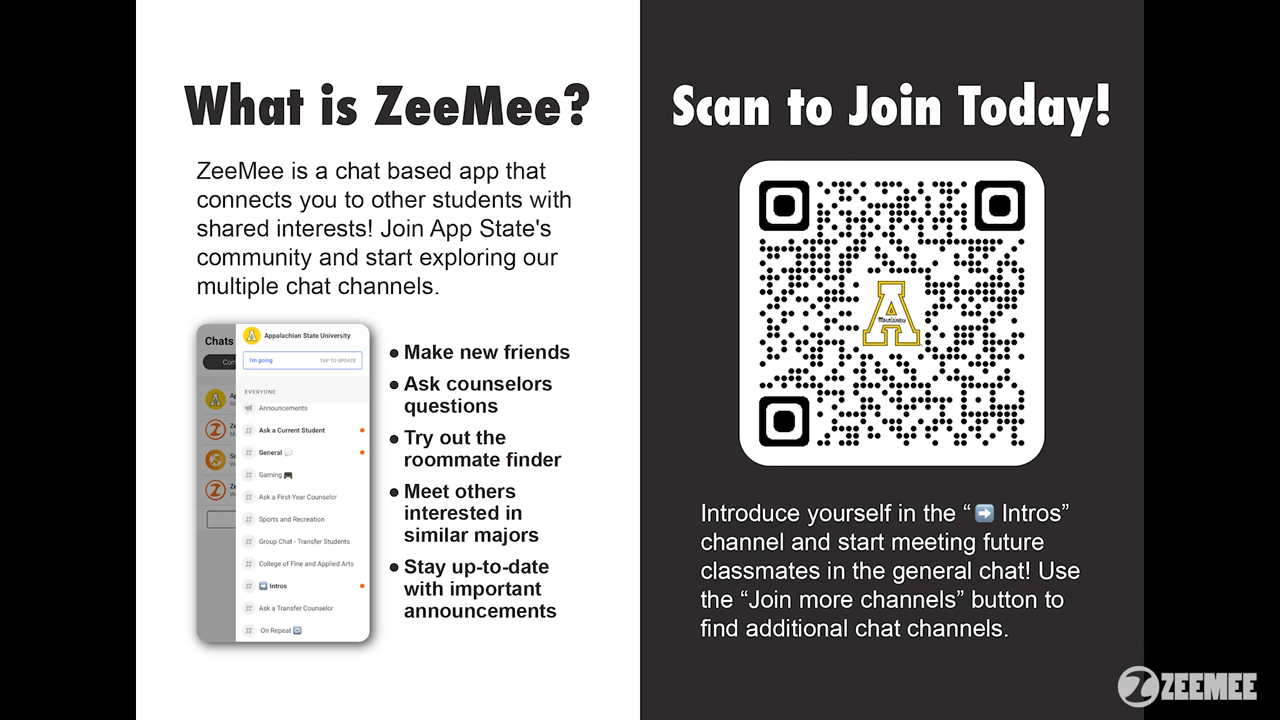 What is ZeeMee?
ZeeMee is a chat based app that
connects you to other students with
shared interests! Join App State's
community and start exploring our
multiple chat channels.
Chats
Appalachian State University
I'm going
TAP TO UPDATE
EVERYONE
Announcements
# Ask a Current Student
# General 💬
# Gaming 🎮
# Ask a First-Year Counselor
# Sports and Recreation
# Group Chat - Transfer Students
# College of Fine and Applied Arts
# ➡️ Intros
# Ask a Transfer Counselor
# On Repeat 🔁
• Make new friends
• Ask counselors
questions
• Try out the
roommate finder
• Meet others
interested in
similar majors
• Stay up-to-date
with important
announcements
Scan to Join Today!
A
Mountaineers
Introduce yourself in the “➡️ Intros”
channel and start meeting future
classmates in the general chat! Use
the “Join more channels” button to
find additional chat channels.
ZEEMEE